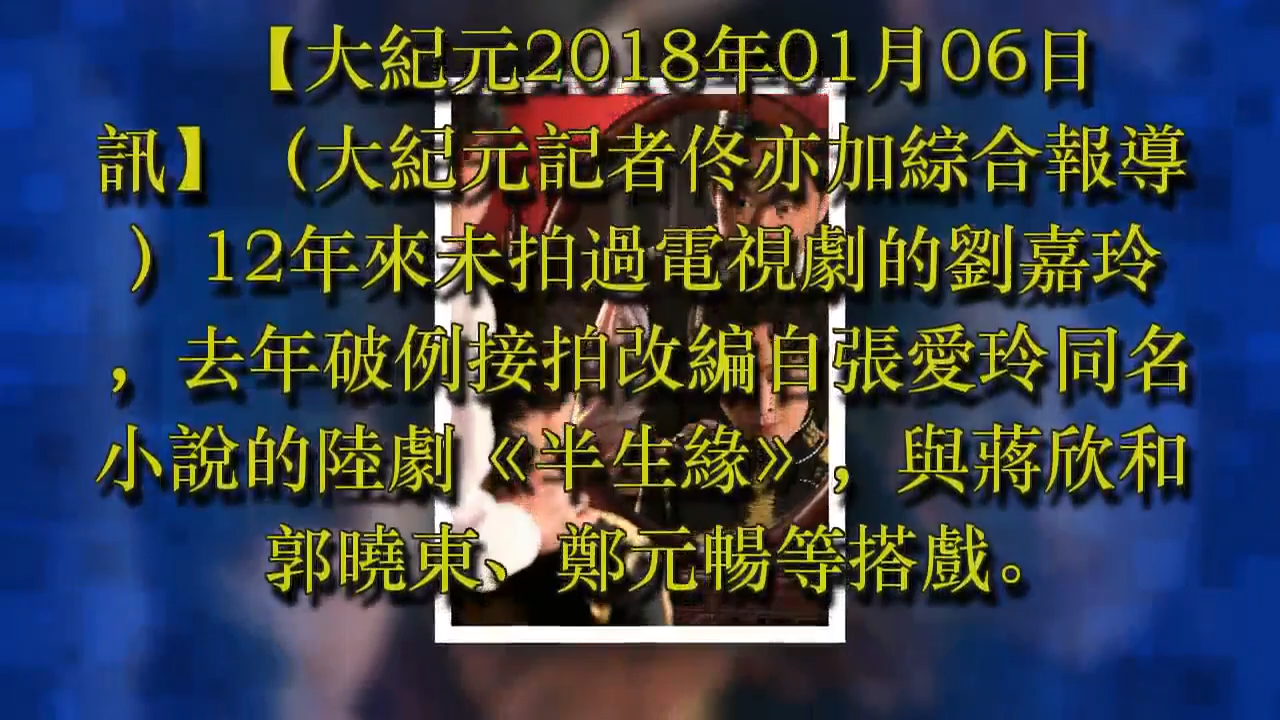 【大紀元2018年01月06日
訊】（大紀元記者佟亦加綜合報導
）12年來未拍過電視劇的劉嘉玲
，去年破例接拍改編自張愛玲同名
小說的陸劇《半生緣》，與蔣欣和
郭曉東、鄭元暢等搭戲。